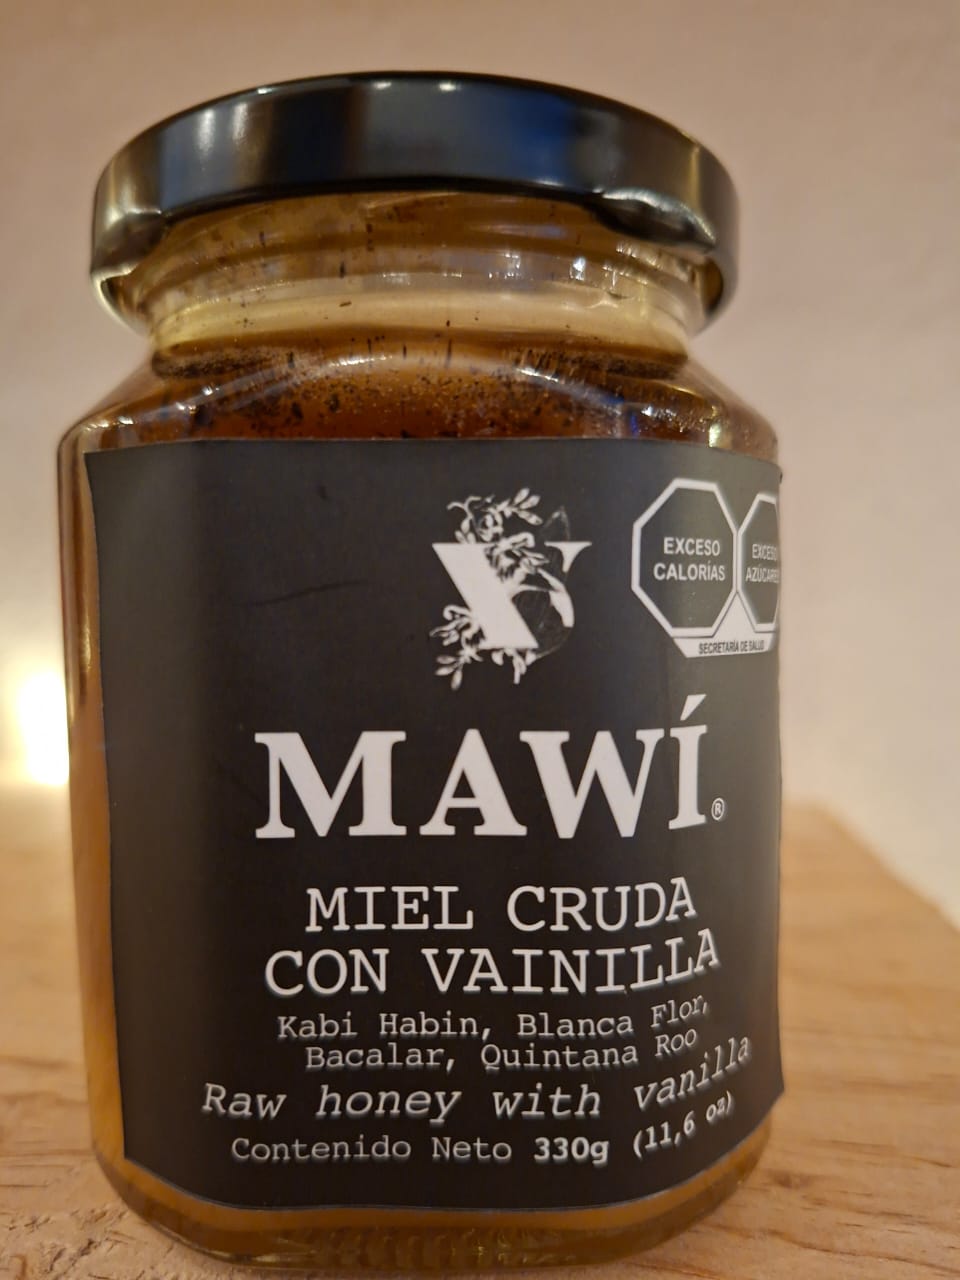 EXCESO
CALORÍAS
EXCESO
AZÚCARES
SECRETARÍA DE SALUD
MAWÍ®
MIEL CRUDA
CON VAINILLA
Kabi Habin, Blanca Flor,
Bacalar, Quintana Roo
Raw honey with vanilla
Contenido Neto 330g (11,6 oz)